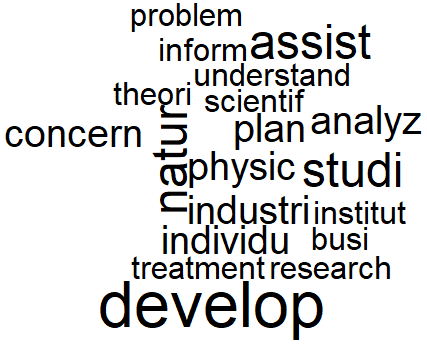 problem
inform assist
understand
theori scientif
concern natur plan analyz
physic studi
industri institut
individu busi
treatment research
develop